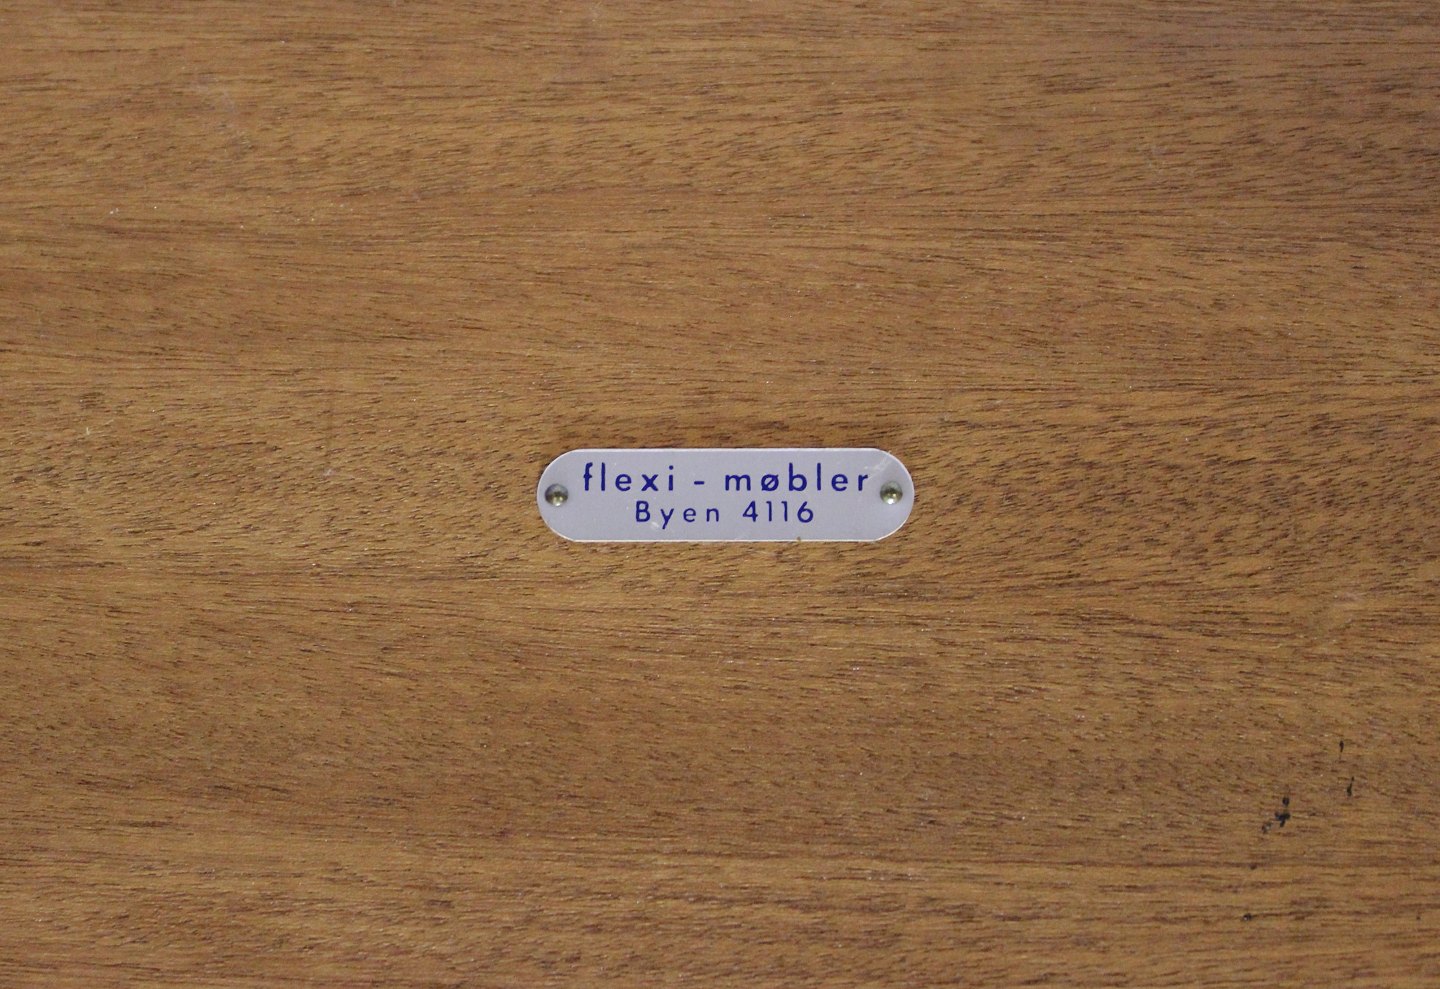 flexi - møbler
Byen 4116